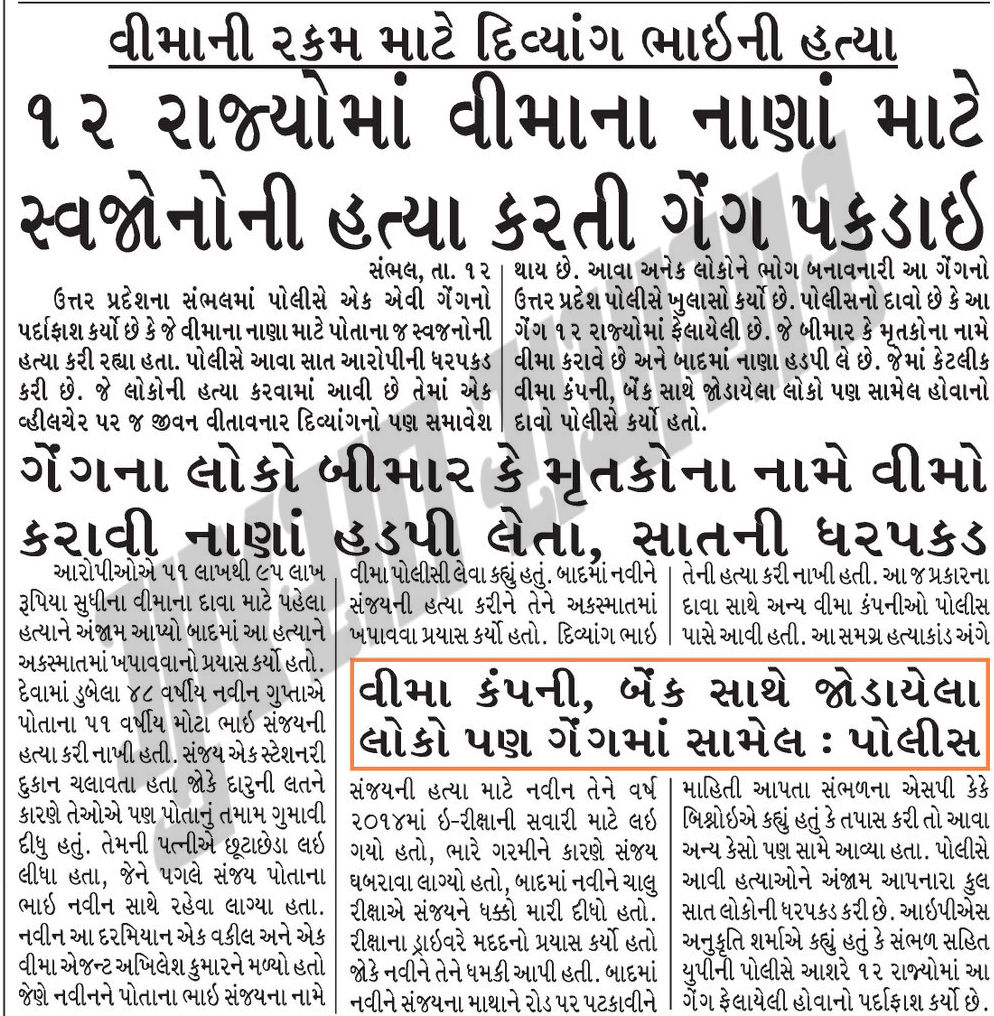 વીમાની રકમ માટે દિવ્યાંગ ભાઇની હત્યા
૧૨ રાજ્યોમાં વીમાના નાણાં માટે
સ્વજોનોની હત્યા કરતી ગેંગ પકડાઇ
સંભલ, તા. ૧૨
ઉત્તર પ્રદેશના સંભલમાં પોલીસે એક એવી ગેંગનો
પર્દાફાશ કર્યો છે કે જે વીમાના નાણા માટે પોતાના જ સ્વજનોની
હત્યા કરી રહ્યા હતા. પોલીસે આવા સાત આરોપીની ધરપકડ
કરી છે. જે લોકોની હત્યા કરવામાં આવી છે તેમાં એક
વ્હીલચેર પર જ જીવન વીતાવનાર દિવ્યાંગનો પણ સમાવેશ
થાય છે. આવા અનેક લોકોને ભોગ બનાવનારી આ ગેંગનો
ઉત્તર પ્રદેશ પોલીસે ખુલાસો કર્યો છે. પોલીસનો દાવો છે કે આ
ગેંગ ૧૨ રાજ્યોમાં ફેલાયેલી છે. જે બીમાર કે મૃતકોના નામે
વીમા કરાવે છે અને બાદમાં નાણા હડપી લે છે. જેમાં કેટલીક
વીમા કંપની, બેંક સાથે જોડાયેલા લોકો પણ સામેલ હોવાનો
દાવો પોલીસે કર્યો હતો.
ગેંગના લોકો બીમાર કે મૃતકોના નામે વીમો
કરાવી નાણાં હડપી લેતા, સાતની ધરપકડ
આરોપીઓએ ૫૧ લાખથી ૯૫ લાખ
રૂપિયા સુધીના વીમાના દાવા માટે પહેલા
હત્યાને અંજામ આપ્યો બાદમાં આ હત્યાને
અકસ્માતમાં ખપાવવાનો પ્રયાસ કર્યો હતો.
દેવામાં ડુબેલા ૪૮ વર્ષીય નવીન ગુપ્તાએ
પોતાના ૫૧ વર્ષીય મોટા ભાઇ સંજયની
હત્યા કરી નાખી હતી. સંજય એક સ્ટેશનરી
દુકાન ચલાવતા હતા જોકે દારુની લતને
કારણે તેઓએ પણ પોતાનું તમામ ગુમાવી
દીધુ હતું. તેમની પત્નીએ છૂટાછેડા લઇ
લીધા હતા, જેને પગલે સંજય પોતાના
ભાઇ નવીન સાથે રહેવા લાગ્યા હતા.
નવીન આ દરમિયાન એક વકીલ અને એક
વીમા એજન્ટ અખિલેશ કુમારને મળ્યો હતો
જેણે નવીનને પોતાના ભાઇ સંજયના નામે
વીમા પોલીસી લેવા કહ્યું હતું. બાદમાં નવીને
સંજયની હત્યા કરીને તેને અકસ્માતમાં
ખપાવવા પ્રયાસ કર્યો હતો. દિવ્યાંગ ભાઇ
વીમા કંપની, બેંક સાથે જોડાયેલા
લોકો પણ ગેંગમાં સામેલ : પોલીસ
સંજયની હત્યા માટે નવીન તેને વર્ષ
૨૦૧૪માં ઇ-રીક્ષાની સવારી માટે લઇ
ગયો હતો, ભારે ગરમીને કારણે સંજય
ઘબરાવા લાગ્યો હતો, બાદમાં નવીને ચાલુ
રીક્ષાએ સંજયને ધક્કો મારી દીધો હતો.
રીક્ષાના ડ્રાઇવરે મદદનો પ્રયાસ કર્યો હતો
જોકે નવીને તેને ધમકી આપી હતી. બાદમાં
નવીને સંજયના માથાને રોડ પર પટકાવીને
તેની હત્યા કરી નાખી હતી. આ જ પ્રકારના
દાવા સાથે અન્ય વીમા કંપનીઓ પોલીસ
પાસે આવી હતી. આ સમગ્ર હત્યાકાંડ અંગે
માહિતી આપતા સંભળના એસપી કેકે
બિશ્નોઇએ કહ્યું હતું કે તપાસ કરી તો આવા
અન્ય કેસો પણ સામે આવ્યા હતા. પોલીસે
આવી હત્યાઓને અંજામ આપનારા કુલ
સાત લોકોની ધરપકડ કરી છે. આઇપીએસ
અનુકૃતિ શર્માએ કહ્યું હતું કે સંભળ સહિત
યુપીની પોલીસે આશરે ૧૨ રાજ્યોમાં આ
ગેંગ ફેલાયેલી હોવાનો પર્દાફાશ કર્યો છે.
ગુજરાત સમાચાર